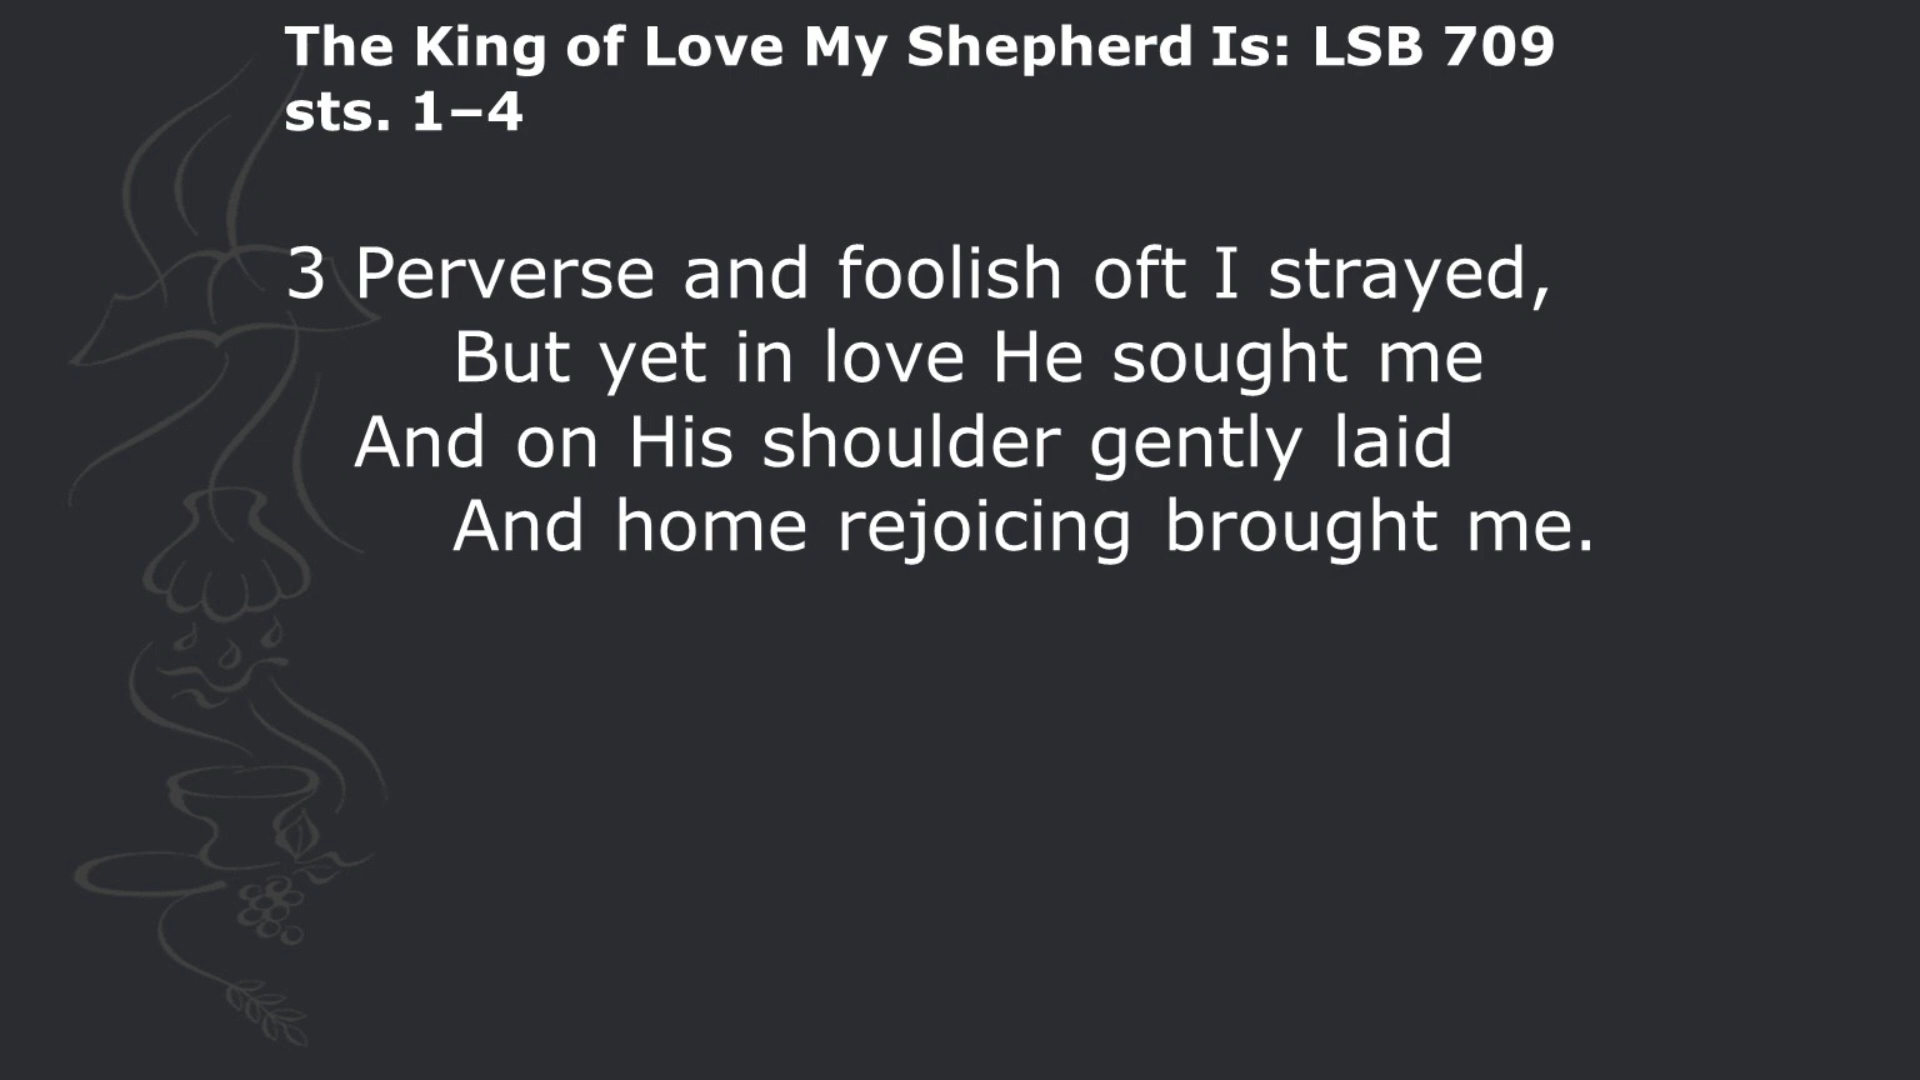 The King of Love My Shepherd Is: LSB 709
sts. 1–4
3 Perverse and foolish oft I strayed,
But yet in love He sought me
And on His shoulder gently laid
And home rejoicing brought me.